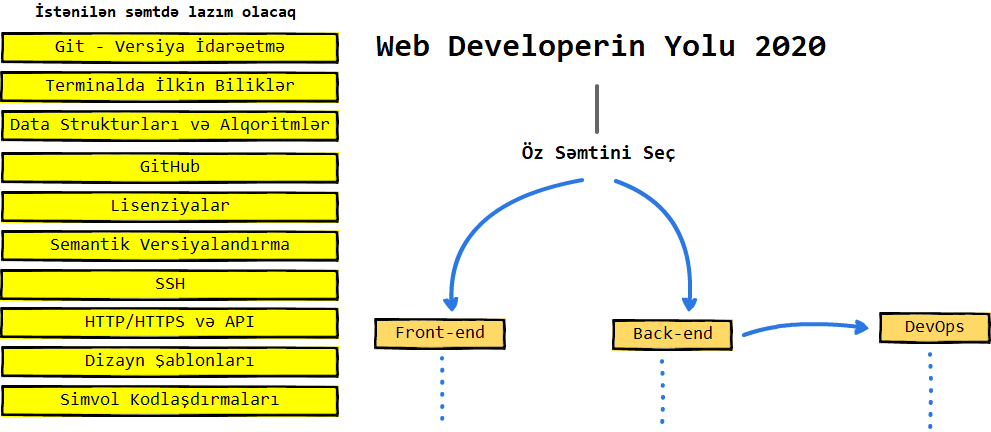 İstənilən səmtdə lazım olacaq
Git - Versiya İdarəetmə
Terminalda İlkin Biliklər
Data Strukturları və Alqoritmlər
GitHub
Lisenziyalar
Semantik Versiyalandırma
SSH
HTTP/HTTPS və API
Dizayn Şablonları
Simvol Kodlaşdırmaları
Web Developerin Yolu 2020
Öz Səmtini Seç
Front-end
Back-end
DevOps